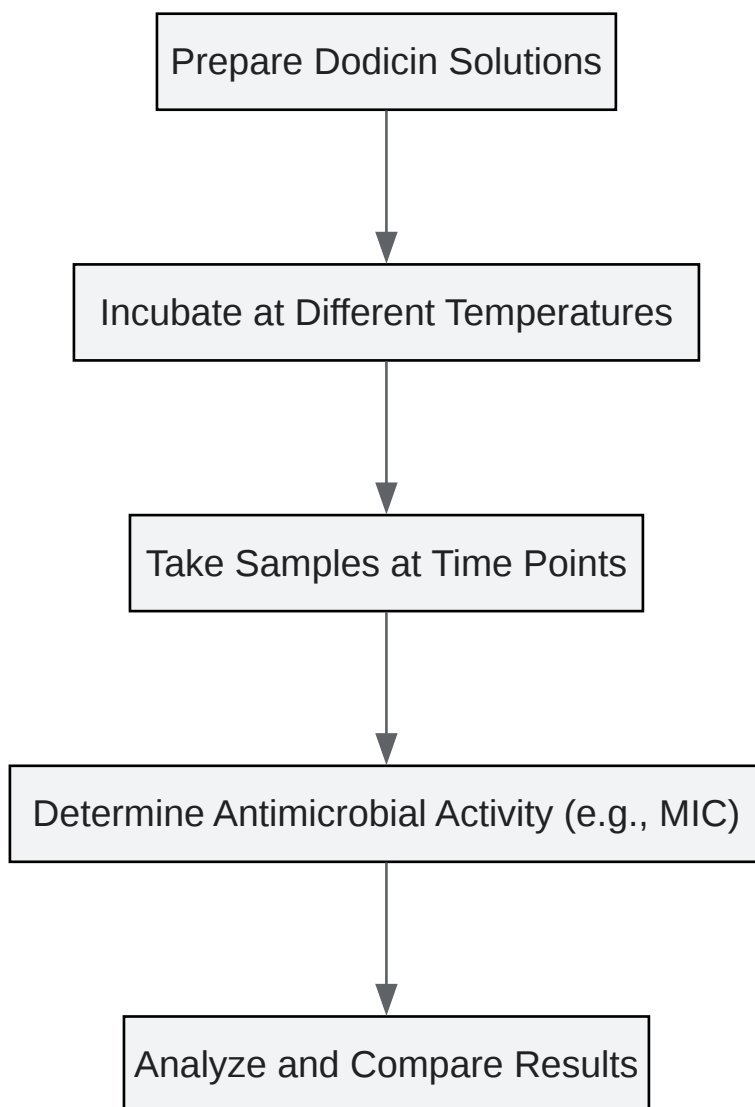 Prepare Dodicin Solutions
Incubate at Different Temperatures
Take Samples at Time Points
Determine Antimicrobial Activity (e.g., MIC)
Analyze and Compare Results